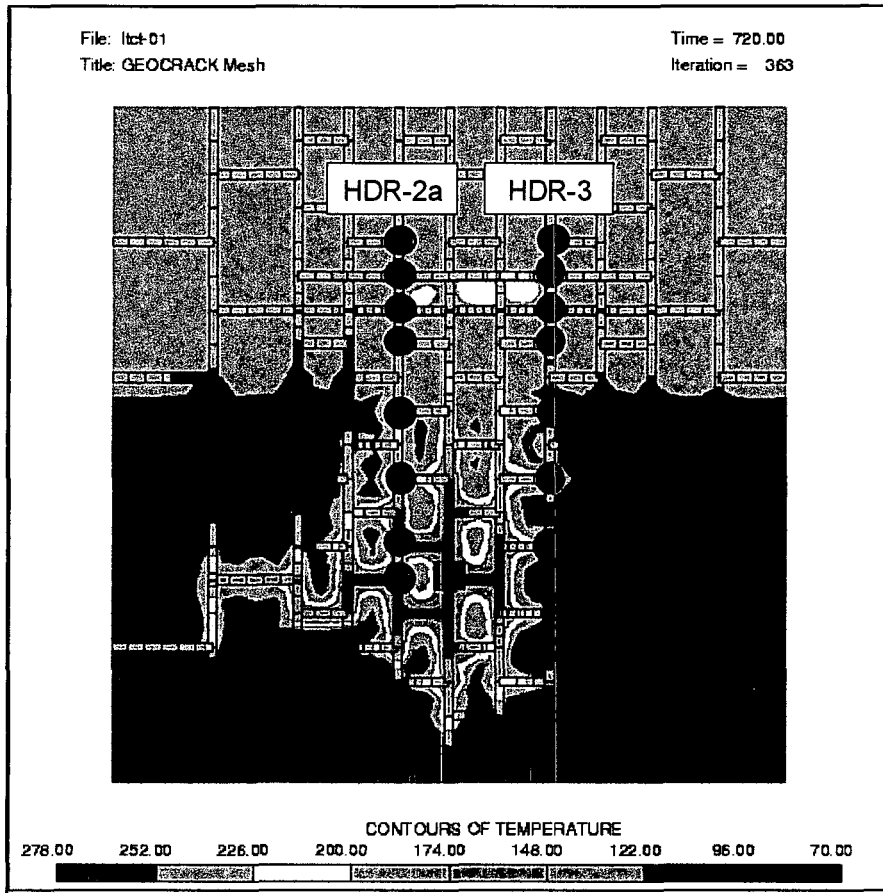 File: ltct-01
Time = 720.00
Title: GEOCRACK Mesh
Iteration = 363
HDR-2a
HDR-3
CONTOURS OF TEMPERATURE
278.00 252.00 226.00 200.00 174.00 148.00 122.00 96.00 70.00